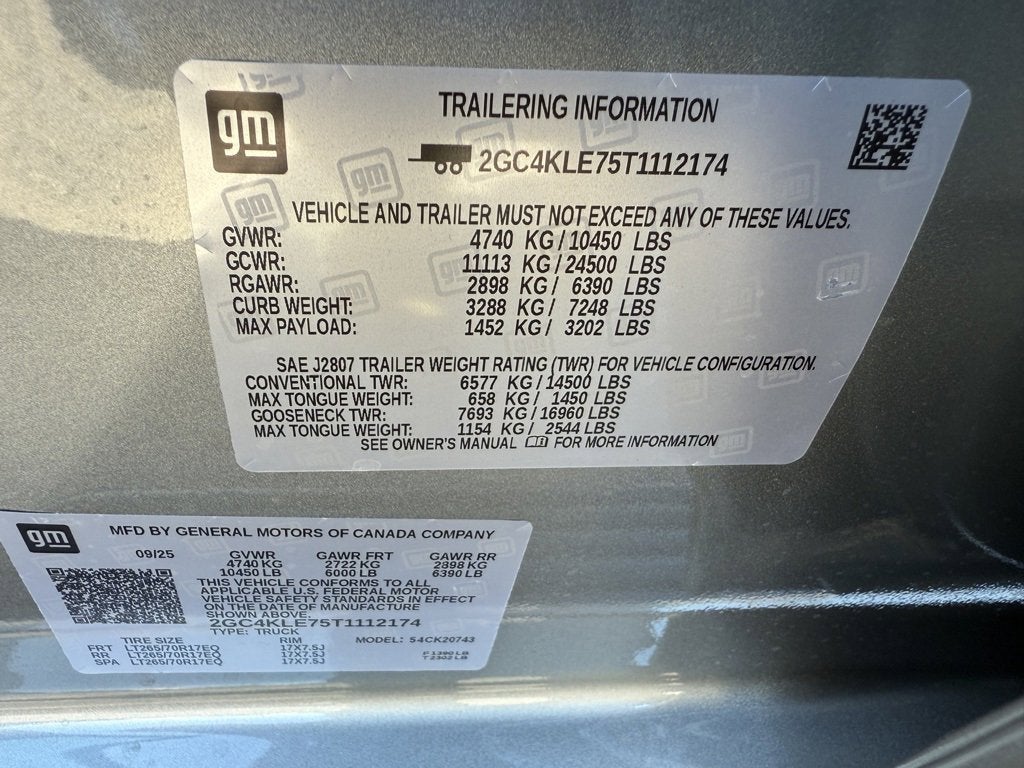 gm
TRAILERING INFORMATION
2GC4KLE75T1112174
VEHICLE AND TRAILER MUST NOT EXCEED ANY OF THESE VALUES.
GVWR: 4740 KG / 10450 LBS
GCWR: 11113 KG / 24500 LBS
RGAWR: 2898 KG / 6390 LBS
CURB WEIGHT: 3288 KG / 7248 LBS
MAX PAYLOAD: 1452 KG / 3202 LBS
SAE J2807 TRAILER WEIGHT RATING (TWR) FOR VEHICLE CONFIGURATION.
CONVENTIONAL TWR: 6577 KG / 14500 LBS
MAX TONGUE WEIGHT: 658 KG / 1450 LBS
GOOSENECK TWR: 7693 KG / 16960 LBS
MAX TONGUE WEIGHT: 1154 KG / 2544 LBS
SEE OWNER'S MANUAL FOR MORE INFORMATION
gm
MFD BY GENERAL MOTORS OF CANADA COMPANY
09/25 GVWR GAWR FRT GAWR RR
4740 KG 2722 KG 2898 KG
10450 LB 6000 LB 6390 LB
THIS VEHICLE CONFORMS TO ALL
APPLICABLE U.S. FEDERAL MOTOR
VEHICLE SAFETY STANDARDS IN EFFECT
ON THE DATE OF MANUFACTURE
SHOWN ABOVE.
2GC4KLE75T1112174
TYPE: TRUCK MODEL: S4CK20743
TIRE SIZE RIM
FRT LT265/70R17EQ 17X7.5J
RR LT265/70R17EQ 17X7.5J F 1390 LB
SPA LT265/70R17EQ 17X7.5J T 2302 LB